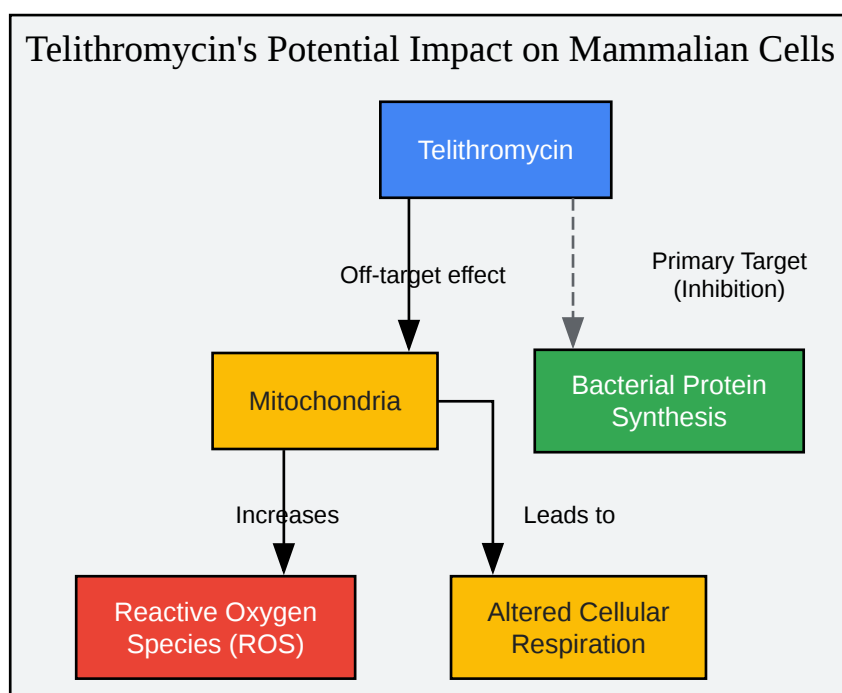 Telithromycin's Potential Impact on Mammalian Cells
Telithromycin
Off-target effect
Primary Target
(Inhibition)
Mitochondria
Bacterial Protein
Synthesis
Increases
Leads to
Reactive Oxygen
Species (ROS)
Altered Cellular
Respiration